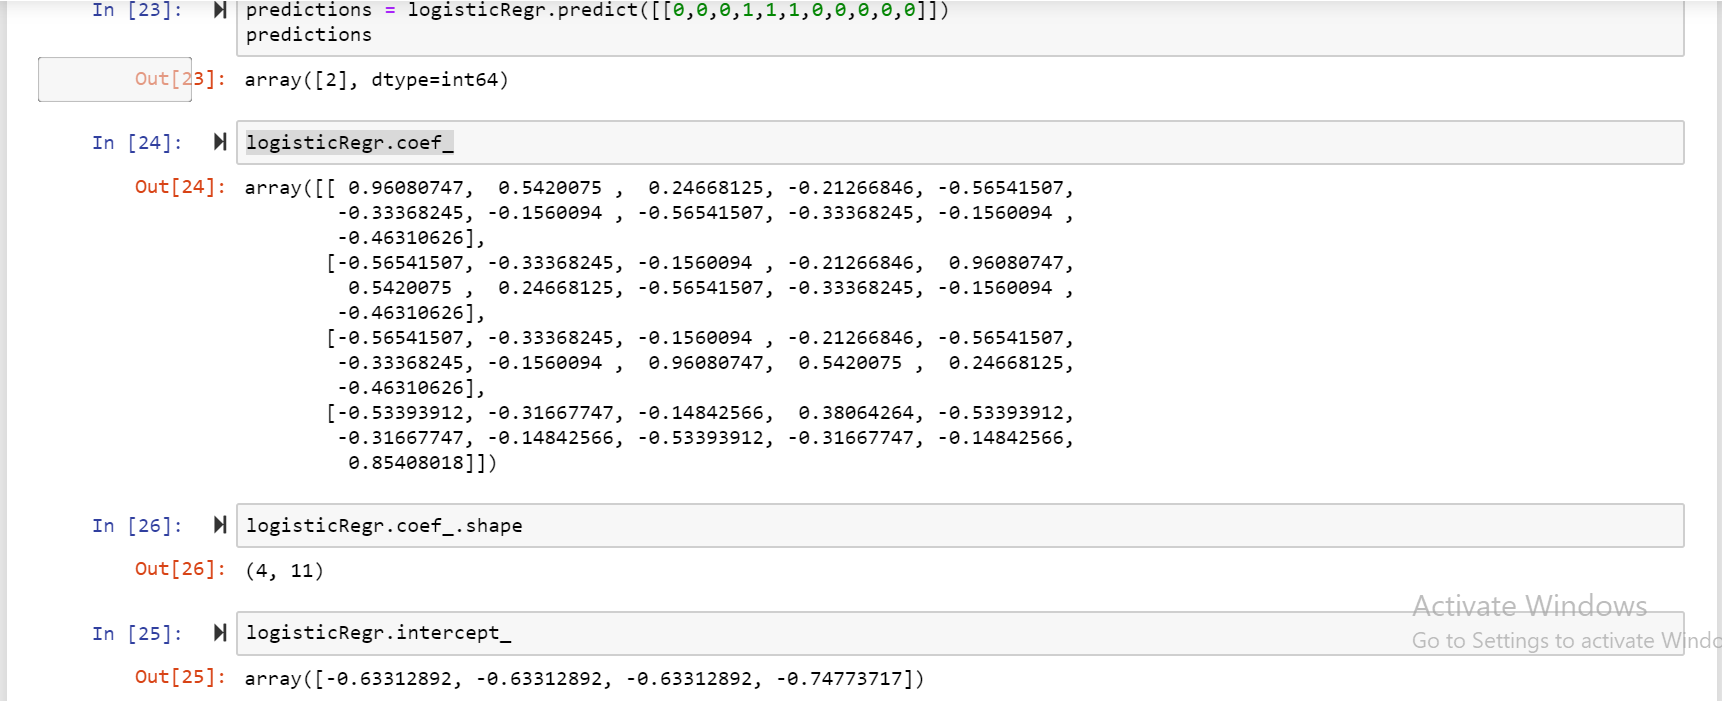 In [23]: predictions = logisticRegr.predict([[0,0,0,1,1,1,0,0,0,0,0]])
predictions
Out[23]: array([2], dtype=int64)
In [24]: logisticRegr.coef_
Out[24]: array([[ 0.96080747,  0.5420075 ,  0.24668125, -0.21266846, -0.56541507,
-0.33368245, -0.1560094 , -0.56541507, -0.33368245, -0.1560094 ,
-0.46310626],
[-0.56541507, -0.33368245, -0.1560094 , -0.21266846,  0.96080747,
0.5420075 ,  0.24668125, -0.56541507, -0.33368245, -0.1560094 ,
-0.46310626],
[-0.56541507, -0.33368245, -0.1560094 , -0.21266846, -0.56541507,
-0.33368245, -0.1560094 ,  0.96080747,  0.5420075 ,  0.24668125,
-0.46310626],
[-0.53393912, -0.31667747, -0.14842566,  0.38064264, -0.53393912,
-0.31667747, -0.14842566, -0.53393912, -0.31667747, -0.14842566,
0.85408018]])
In [26]: logisticRegr.coef_.shape
Out[26]: (4, 11)
Activate Windows
In [25]: logisticRegr.intercept_
Go to Settings to activate Windo
Out[25]: array([-0.63312892, -0.63312892, -0.63312892, -0.74773717])